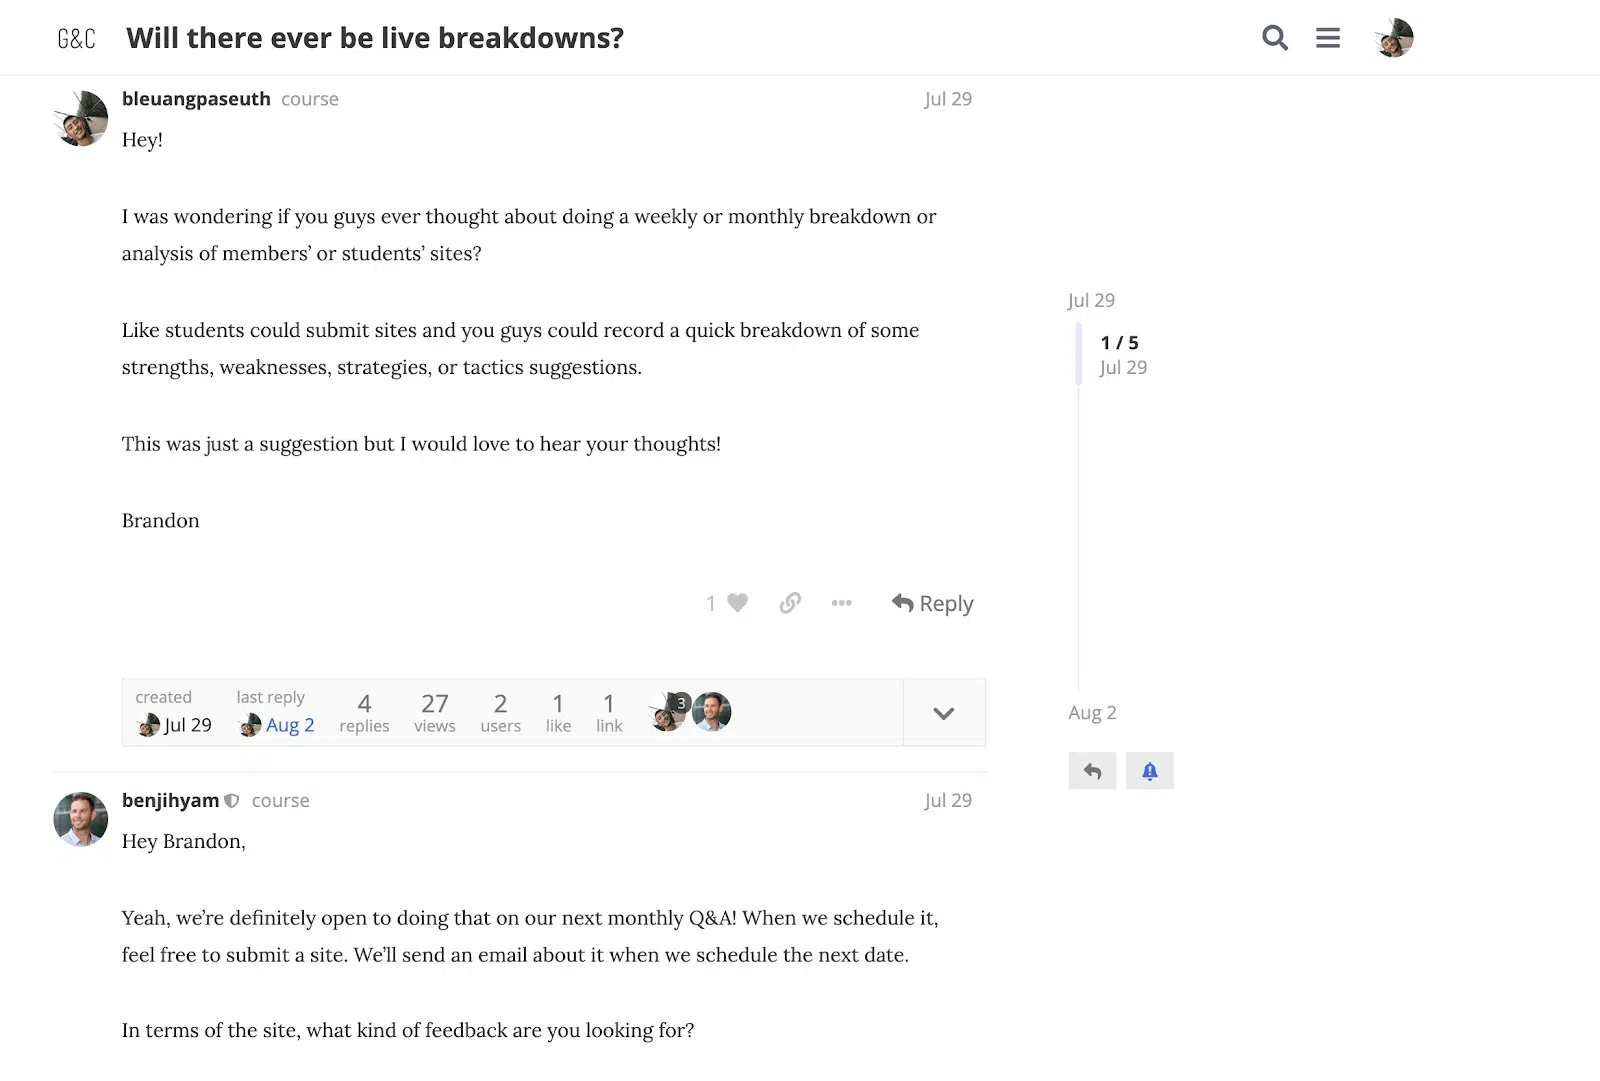 G&C Will there ever be live breakdowns?
bleuangpaseuth course Jul 29
Hey!
I was wondering if you guys ever thought about doing a weekly or monthly breakdown or
analysis of members’ or students’ sites?
Like students could submit sites and you guys could record a quick breakdown of some
strengths, weaknesses, strategies, or tactics suggestions.
This was just a suggestion but I would love to hear your thoughts!
Brandon
1 Reply
created last reply 4 27 2 1 1 3
Jul 29 Aug 2 replies views users like link
Jul 29
1 / 5
Jul 29
Aug 2
benjihyam course Jul 29
Hey Brandon,
Yeah, we’re definitely open to doing that on our next monthly Q&A! When we schedule it,
feel free to submit a site. We’ll send an email about it when we schedule the next date.
In terms of the site, what kind of feedback are you looking for?